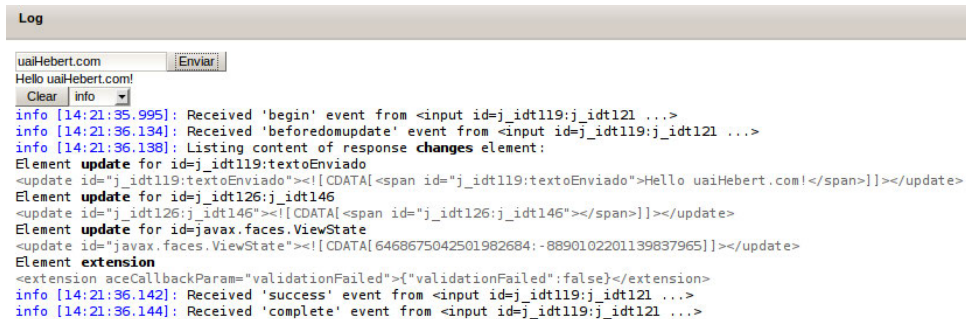 Log
uaiHebert.com Enviar
Hello uaiHebert.com!
Clear info
info [14:21:35.995]: Received 'begin' event from <input id=j_idt119:j_idt121 ...>
info [14:21:36.134]: Received 'beforedomupdate' event from <input id=j_idt119:j_idt121 ...>
info [14:21:36.138]: Listing content of response changes element:
Element update for id=j_idt119:textoEnviado
<update id="j_idt119:textoEnviado"><![CDATA[<span id="j_idt119:textoEnviado">Hello uaiHebert.com!</span>]]></update>
Element update for id=j_idt126:j_idt146
<update id="j_idt126:j_idt146"><![CDATA[<span id="j_idt126:j_idt146"></span>]]></update>
Element update for id=javax.faces.ViewState
<update id="javax.faces.ViewState"><![CDATA[6468675042501982684:-8890102201139837965]]></update>
Element extension
<extension aceCallbackParam="validationFailed">{"validationFailed":false}</extension>
info [14:21:36.142]: Received 'success' event from <input id=j_idt119:j_idt121 ...>
info [14:21:36.144]: Received 'complete' event from <input id=j_idt119:j_idt121 ...>